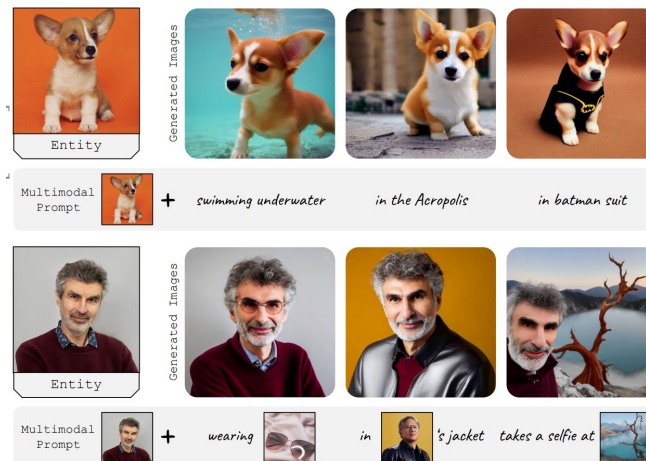 Generated Images
Entity
Multimodal Prompt + swimming underwater in the Acropolis in batman suit
Generated Images
Entity
Multimodal Prompt + wearing in 's jacket takes a selfie at